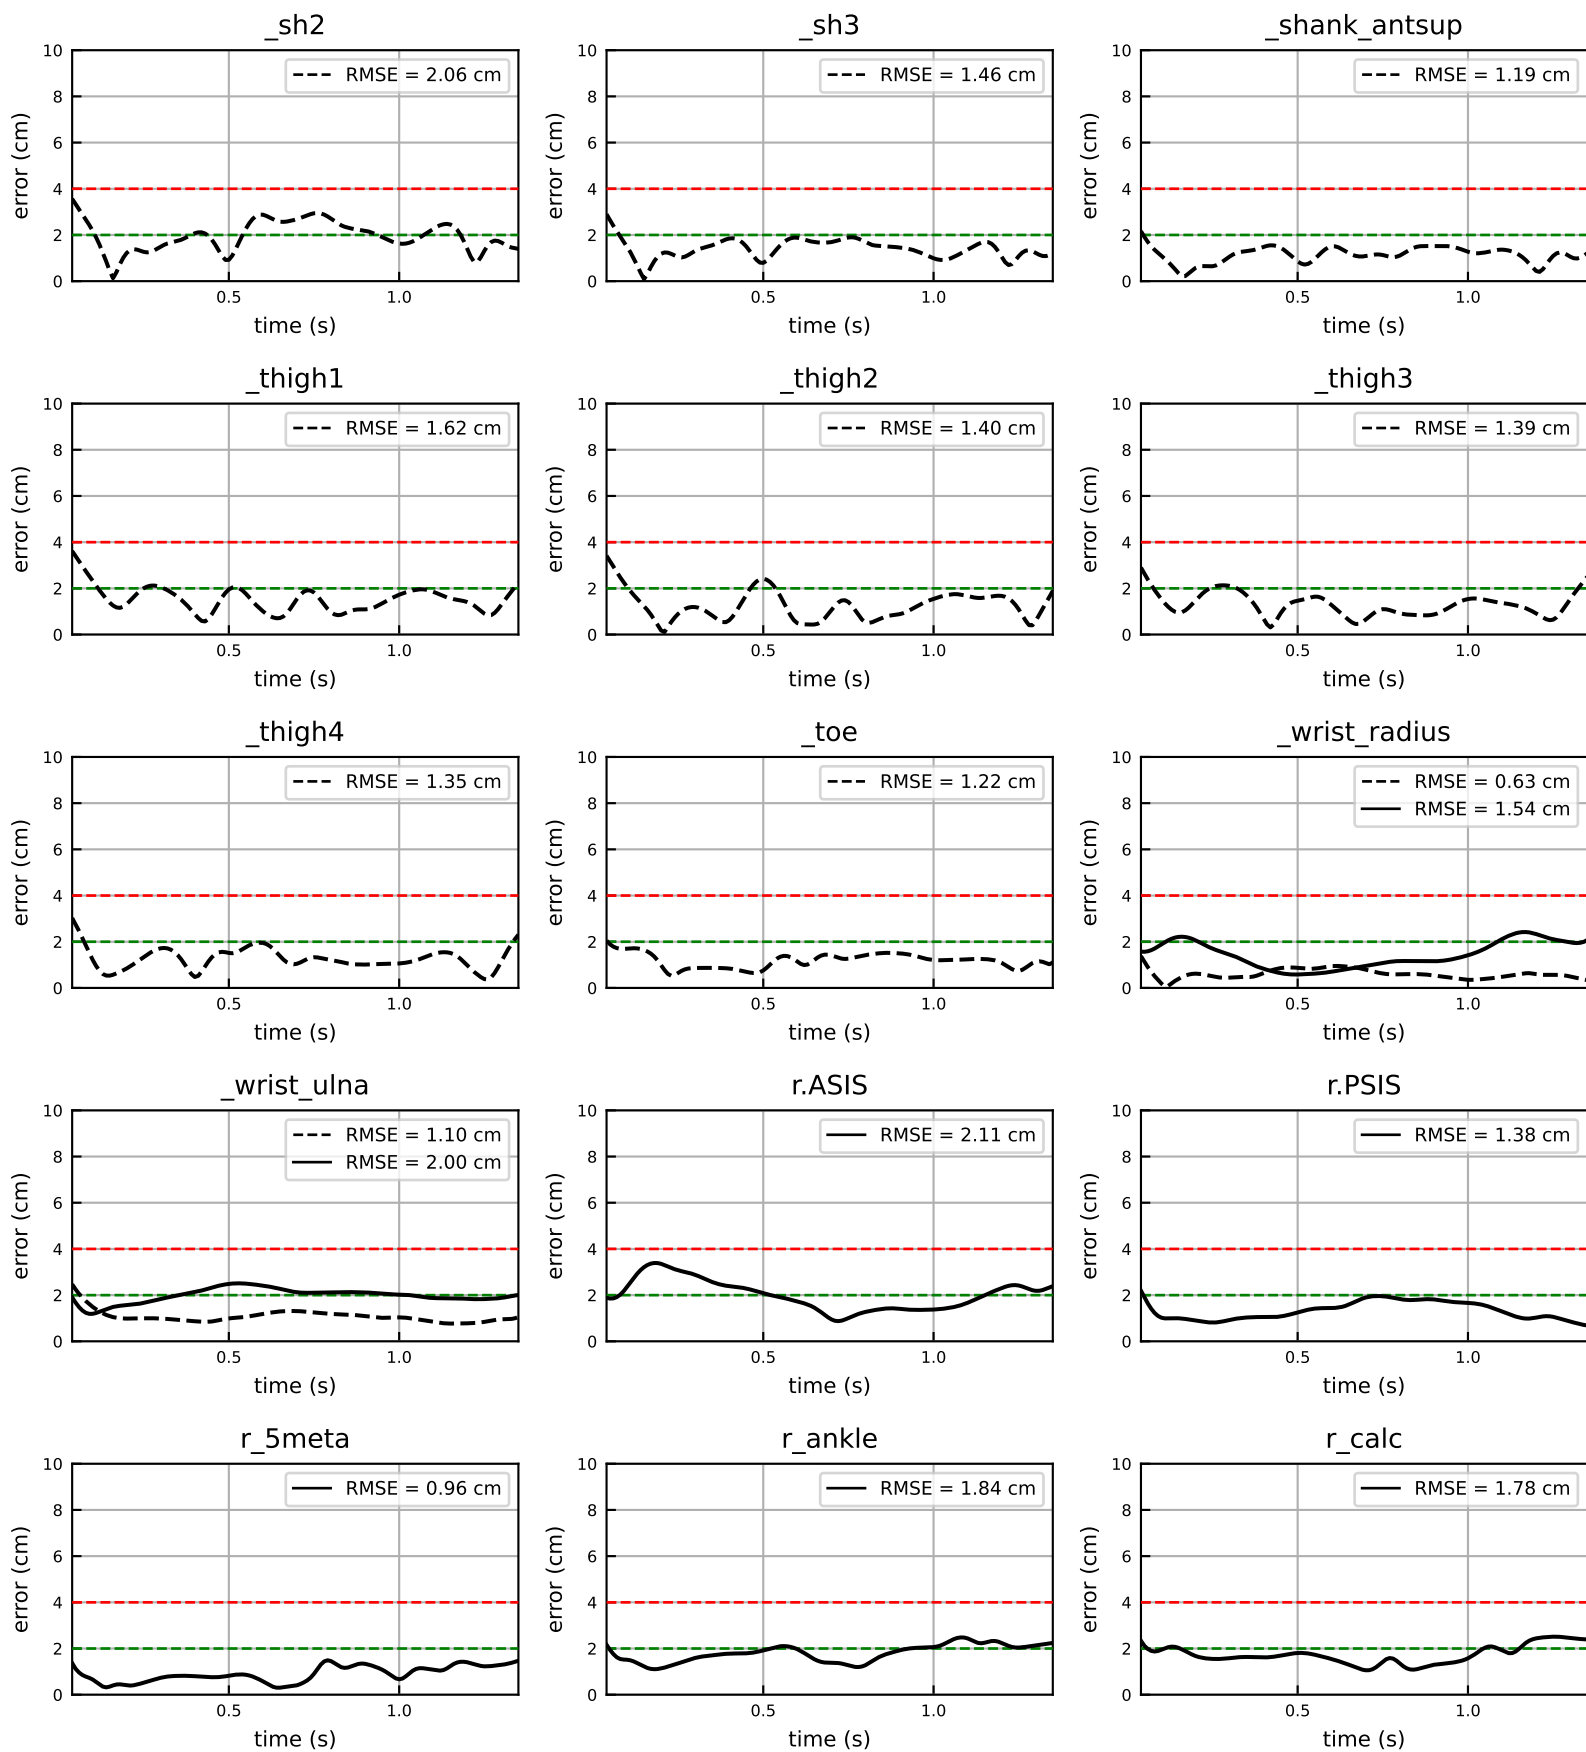 _sh2
RMSE = 2.06 cm
10
8
6
4
2
0
error (cm)
0.5
1.0
time (s)
_sh3
RMSE = 1.46 cm
10
8
6
4
2
0
error (cm)
0.5
1.0
time (s)
_shank_antsup
RMSE = 1.19 cm
10
8
6
4
2
0
error (cm)
0.5
1.0
time (s)
_thigh1
RMSE = 1.62 cm
10
8
6
4
2
0
error (cm)
0.5
1.0
time (s)
_thigh2
RMSE = 1.40 cm
10
8
6
4
2
0
error (cm)
0.5
1.0
time (s)
_thigh3
RMSE = 1.39 cm
10
8
6
4
2
0
error (cm)
0.5
1.0
time (s)
_thigh4
RMSE = 1.35 cm
10
8
6
4
2
0
error (cm)
0.5
1.0
time (s)
_toe
RMSE = 1.22 cm
10
8
6
4
2
0
error (cm)
0.5
1.0
time (s)
_wrist_radius
RMSE = 0.63 cm
RMSE = 1.54 cm
10
8
6
4
2
0
error (cm)
0.5
1.0
time (s)
_wrist_ulna
RMSE = 1.10 cm
RMSE = 2.00 cm
10
8
6
4
2
0
error (cm)
0.5
1.0
time (s)
r.ASIS
RMSE = 2.11 cm
10
8
6
4
2
0
error (cm)
0.5
1.0
time (s)
r.PSIS
RMSE = 1.38 cm
10
8
6
4
2
0
error (cm)
0.5
1.0
time (s)
r_5meta
RMSE = 0.96 cm
10
8
6
4
2
0
error (cm)
0.5
1.0
time (s)
r_ankle
RMSE = 1.84 cm
10
8
6
4
2
0
error (cm)
0.5
1.0
time (s)
r_calc
RMSE = 1.78 cm
10
8
6
4
2
0
error (cm)
0.5
1.0
time (s)